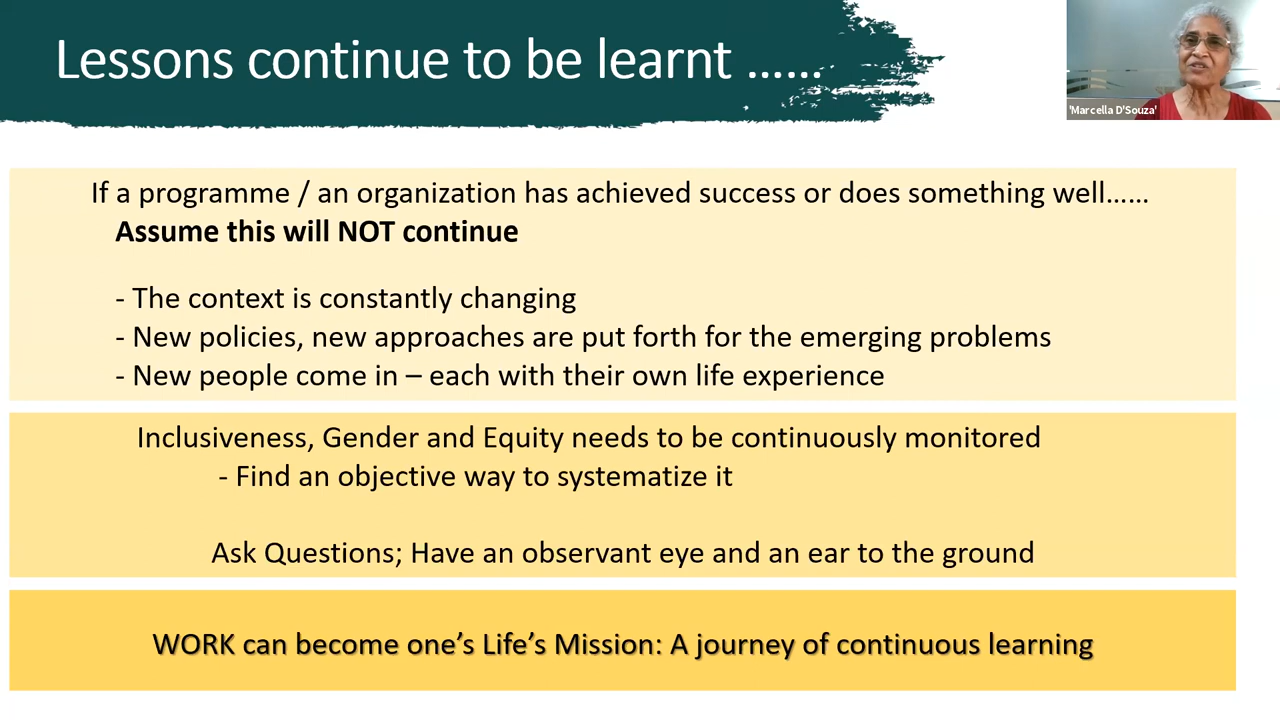 Lessons continue to be learnt ……
'Marcella D'Souza'
If a programme / an organization has achieved success or does something well……
Assume this will NOT continue
- The context is constantly changing
- New policies, new approaches are put forth for the emerging problems
- New people come in – each with their own life experience
Inclusiveness, Gender and Equity needs to be continuously monitored
- Find an objective way to systematize it
Ask Questions; Have an observant eye and an ear to the ground
WORK can become one’s Life’s Mission: A journey of continuous learning